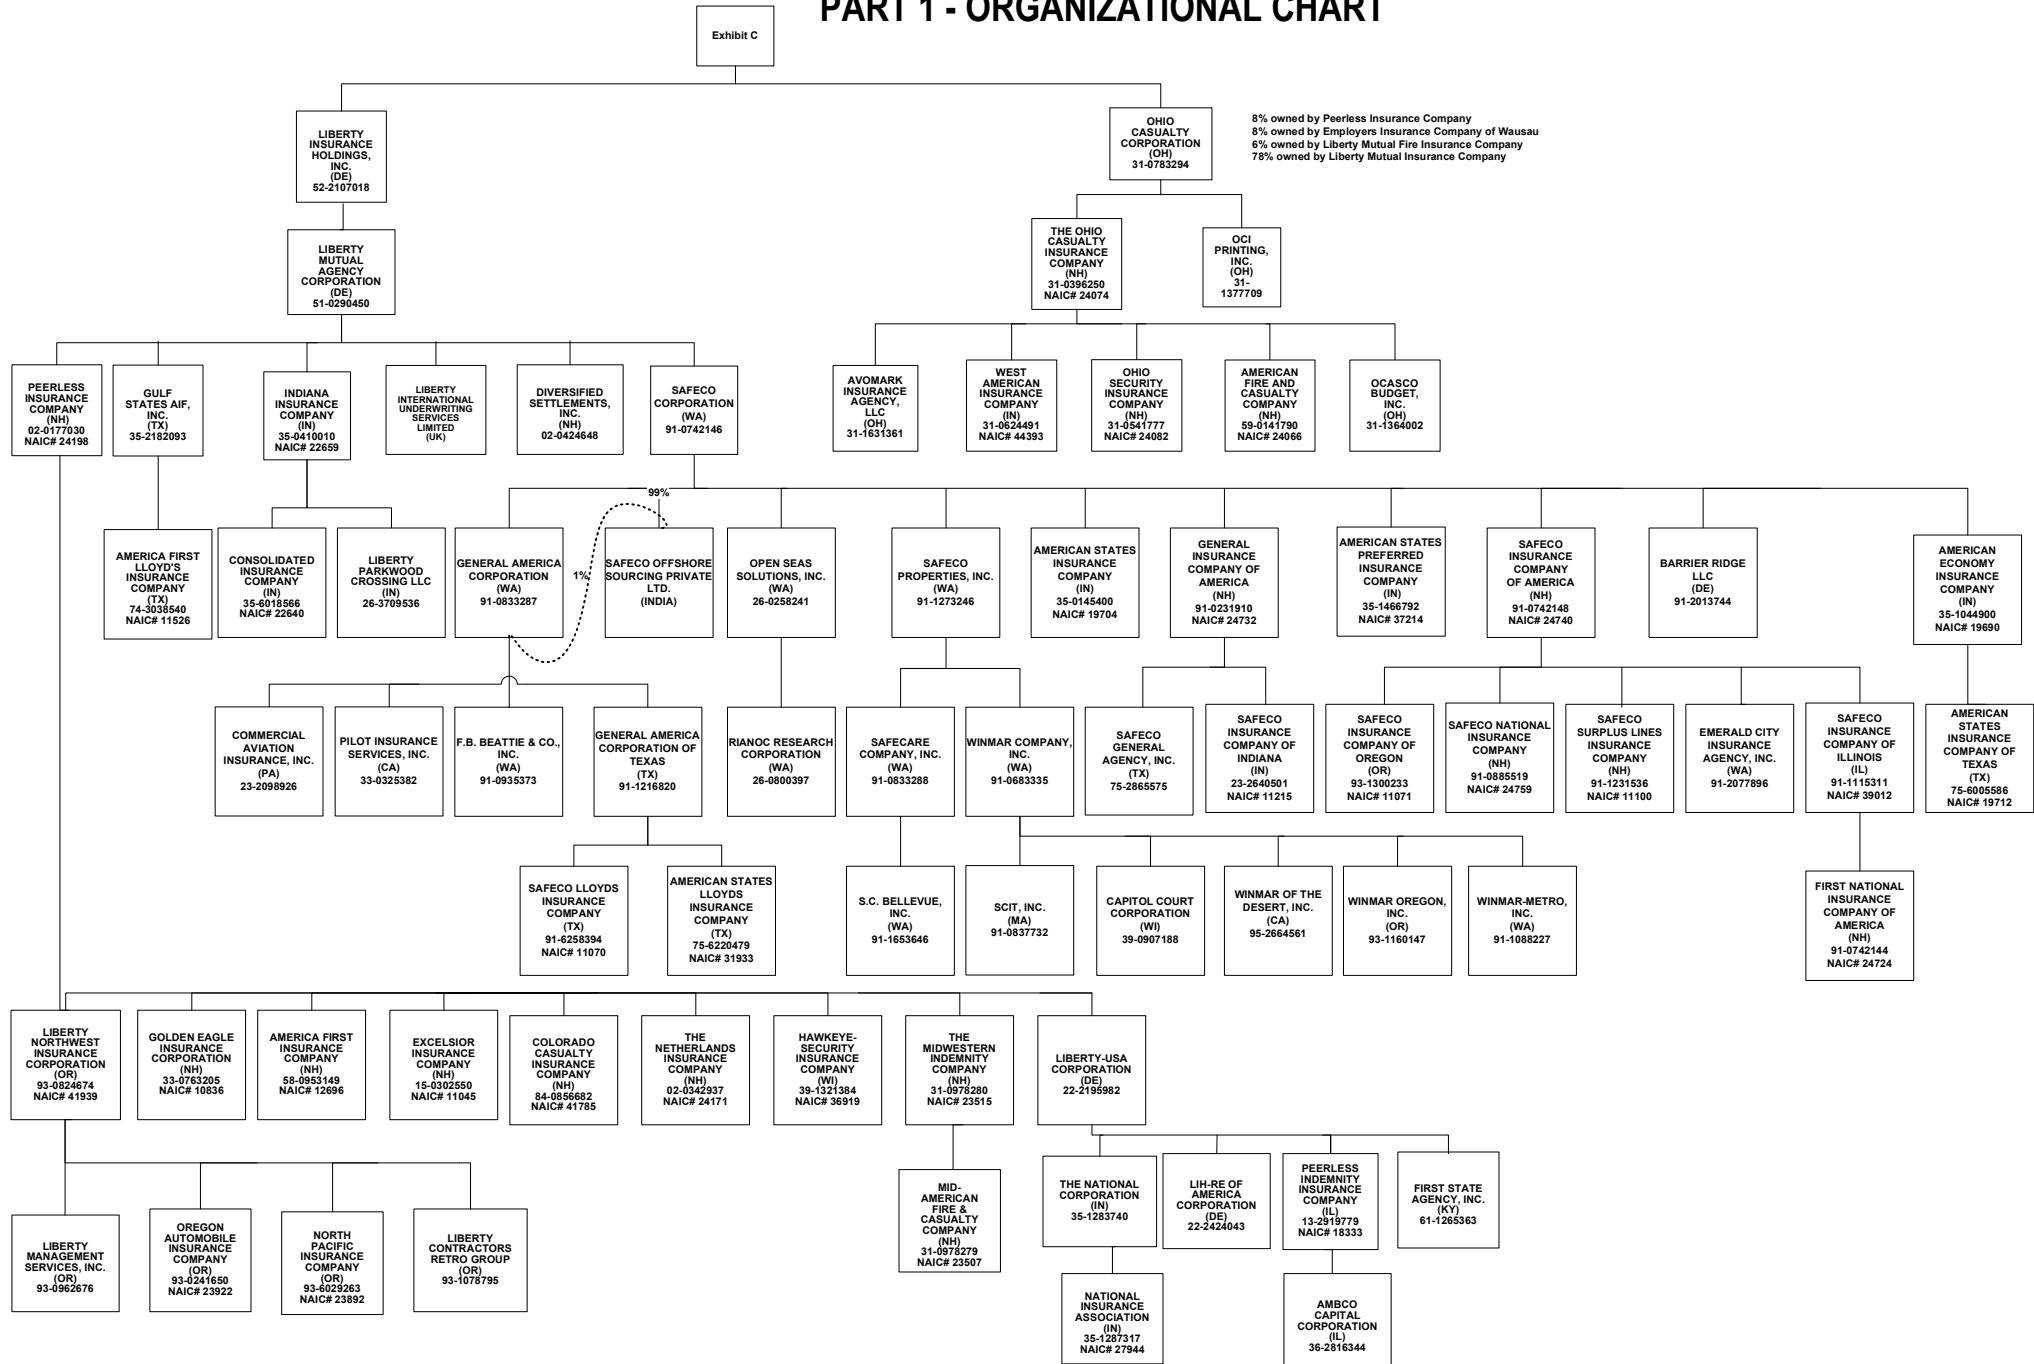 PART 1 - ORGANIZATIONAL CHART
Exhibit C
LIBERTY
INSURANCE
HOLDINGS,
INC.
(DE)
52-2107018
OHIO
CASUALTY
CORPORATION
(OH)
31-0783294
8% owned by Peerless Insurance Company
8% owned by Employers Insurance Company of Wausau
6% owned by Liberty Mutual Fire Insurance Company
78% owned by Liberty Mutual Insurance Company
LIBERTY
MUTUAL
AGENCY
CORPORATION
(DE)
51-0290450
THE OHIO
CASUALTY
INSURANCE
COMPANY
(NH)
31-0396250
NAIC# 24074
OCI
PRINTING,
INC.
(OH)
31-
1377709
PEERLESS
INSURANCE
COMPANY
(NH)
02-0177030
NAIC# 24198
GULF
STATES AIF,
INC.
(TX)
35-2182093
INDIANA
INSURANCE
COMPANY
(IN)
35-0410010
NAIC# 22659
LIBERTY
INTERNATIONAL
UNDERWRITING
SERVICES
LIMITED
(UK)
DIVERSIFIED
SETTLEMENTS,
INC.
(NH)
02-0424648
SAFECO
CORPORATION
(WA)
91-0742146
AVOMARK
INSURANCE
AGENCY,
LLC
(OH)
31-1631361
WEST
AMERICAN
INSURANCE
COMPANY
(IN)
31-0624491
NAIC# 44393
OHIO
SECURITY
INSURANCE
COMPANY
(NH)
31-0541777
NAIC# 24082
AMERICAN
FIRE AND
CASUALTY
COMPANY
(NH)
59-0141790
NAIC# 24066
OCASCO
BUDGET,
INC.
(OH)
31-1364002
99%
1%
AMERICA FIRST
LLOYD'S
INSURANCE
COMPANY
(TX)
74-3038540
NAIC# 11526
CONSOLIDATED
INSURANCE
COMPANY
(IN)
35-6018566
NAIC# 22640
LIBERTY
PARKWOOD
CROSSING LLC
(IN)
26-3709536
GENERAL AMERICA
CORPORATION
(WA)
91-0833287
SAFECO OFFSHORE
SOURCING PRIVATE
LTD.
(INDIA)
OPEN SEAS
SOLUTIONS, INC.
(WA)
26-0258241
SAFECO
PROPERTIES, INC.
(WA)
91-1273246
AMERICAN STATES
INSURANCE
COMPANY
(IN)
35-0145400
NAIC# 19704
GENERAL
INSURANCE
COMPANY OF
AMERICA
(NH)
91-0231910
NAIC# 24732
AMERICAN STATES
PREFERRED
INSURANCE
COMPANY
(IN)
35-1466792
NAIC# 37214
SAFECO
INSURANCE
COMPANY
OF AMERICA
(NH)
91-0742148
NAIC# 24740
BARRIER RIDGE
LLC
(DE)
91-2013744
AMERICAN
ECONOMY
INSURANCE
COMPANY
(IN)
35-1044900
NAIC# 19690
COMMERCIAL
AVIATION
INSURANCE, INC.
(PA)
23-2098926
PILOT INSURANCE
SERVICES, INC.
(CA)
33-0325382
F.B. BEATTIE & CO.,
INC.
(WA)
91-0935373
GENERAL AMERICA
CORPORATION OF
TEXAS
(TX)
91-1216820
RIANOC RESEARCH
CORPORATION
(WA)
26-0800397
SAFECARE
COMPANY, INC.
(WA)
91-0833288
WINMAR COMPANY,
INC.
(WA)
91-0683335
SAFECO
GENERAL
AGENCY, INC.
(TX)
75-2865575
SAFECO
INSURANCE
COMPANY OF
INDIANA
(IN)
23-2640501
NAIC# 11215
SAFECO
INSURANCE
COMPANY OF
OREGON
(OR)
93-1300233
NAIC# 11071
SAFECO NATIONAL
INSURANCE
COMPANY
(NH)
91-0885519
NAIC# 24759
SAFECO
SURPLUS LINES
INSURANCE
COMPANY
(NH)
91-1231536
NAIC# 11100
EMERALD CITY
INSURANCE
AGENCY, INC.
(WA)
91-2077896
SAFECO
INSURANCE
COMPANY OF
ILLINOIS
(IL)
91-1115311
NAIC# 39012
AMERICAN
STATES
INSURANCE
COMPANY OF
TEXAS
(TX)
75-6005586
NAIC# 19712
SAFECO LLOYDS
INSURANCE
COMPANY
(TX)
91-6258394
NAIC# 11070
AMERICAN STATES
LLOYDS
INSURANCE
COMPANY
(TX)
75-6220479
NAIC# 31933
S.C. BELLEVUE,
INC.
(WA)
91-1653646
SCIT, INC.
(MA)
91-0837732
CAPITOL COURT
CORPORATION
(WI)
39-0907188
WINMAR OF THE
DESERT, INC.
(CA)
95-2664561
WINMAR OREGON,
INC.
(OR)
93-1160147
WINMAR-METRO,
INC.
(WA)
91-1088227
FIRST NATIONAL
INSURANCE
COMPANY OF
AMERICA
(NH)
91-0742144
NAIC# 24724
LIBERTY
NORTHWEST
INSURANCE
CORPORATION
(OR)
93-0824674
NAIC# 41939
GOLDEN EAGLE
INSURANCE
CORPORATION
(NH)
33-0763205
NAIC# 10836
AMERICA FIRST
INSURANCE
COMPANY
(NH)
58-0953149
NAIC# 12696
EXCELSIOR
INSURANCE
COMPANY
(NH)
15-0302550
NAIC# 11045
COLORADO
CASUALTY
INSURANCE
COMPANY
(NH)
84-0856682
NAIC# 41785
THE
NETHERLANDS
INSURANCE
COMPANY
(NH)
02-0342937
NAIC# 24171
HAWKEYE-
SECURITY
INSURANCE
COMPANY
(WI)
39-1321384
NAIC# 36919
THE
MIDWESTERN
INDEMNITY
COMPANY
(NH)
31-0978280
NAIC# 23515
LIBERTY-USA
CORPORATION
(DE)
22-2195982
LIBERTY
MANAGEMENT
SERVICES, INC.
(OR)
93-0962676
OREGON
AUTOMOBILE
INSURANCE
COMPANY
(OR)
93-0241650
NAIC# 23922
NORTH
PACIFIC
INSURANCE
COMPANY
(OR)
93-6029263
NAIC# 23892
LIBERTY
CONTRACTORS
RETRO GROUP
(OR)
93-1078795
MID-
AMERICAN
FIRE &
CASUALTY
COMPANY
(NH)
31-0978279
NAIC# 23507
THE NATIONAL
CORPORATION
(IN)
35-1283740
LIH-RE OF
AMERICA
CORPORATION
(DE)
22-2424043
PEERLESS
INDEMNITY
INSURANCE
COMPANY
(IL)
13-2919779
NAIC# 18333
FIRST STATE
AGENCY, INC.
(KY)
61-1265363
NATIONAL
INSURANCE
ASSOCIATION
(IN)
35-1287317
NAIC# 27944
AMBCO
CAPITAL
CORPORATION
(IL)
36-2816344